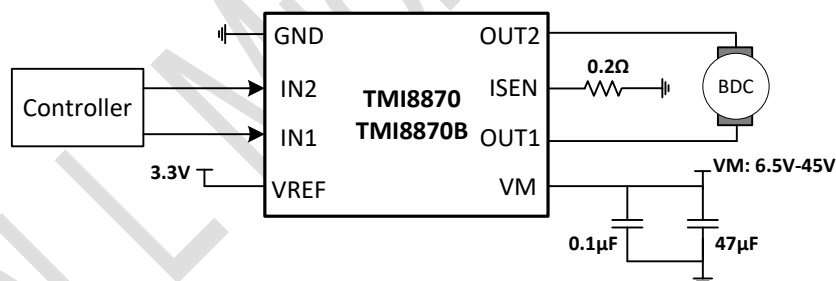 GND
OUT2
0.2Ω
Controller
IN2
TMI8870
ISEN
BDC
IN1
TMI8870B
OUT1
3.3V
VREF
VM
VM: 6.5V-45V
0.1μF
47μF